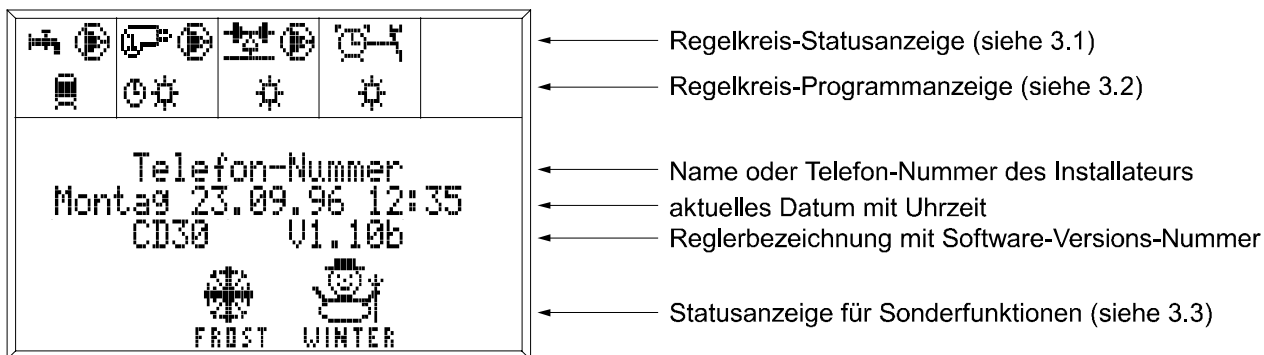 Regelkreis-Statusanzeige (siehe 3.1)
Regelkreis-Programmanzeige (siehe 3.2)
Telefon-Nummer
Name oder Telefon-Nummer des Installateurs
Montag 23.09.96 12:35
aktuelles Datum mit Uhrzeit
CD30 V1.10b
Reglerbezeichnung mit Software-Versions-Nummer
FROST WINTER
Statusanzeige für Sonderfunktionen (siehe 3.3)